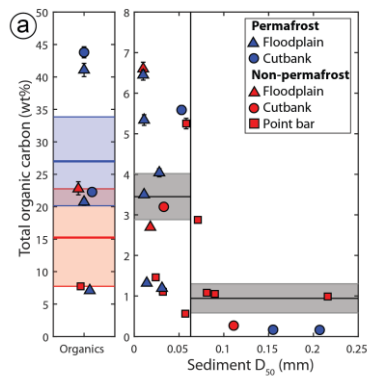 a
Total organic carbon (wt%)
50
45
40
35
30
25
20
15
10
5
0
Organics
8
7
6
5
4
3
2
1
0
0 0.05 0.1 0.15 0.2 0.25
Sediment D50 (mm)
Permafrost
Floodplain
Cutbank
Non-permafrost
Floodplain
Cutbank
Point bar